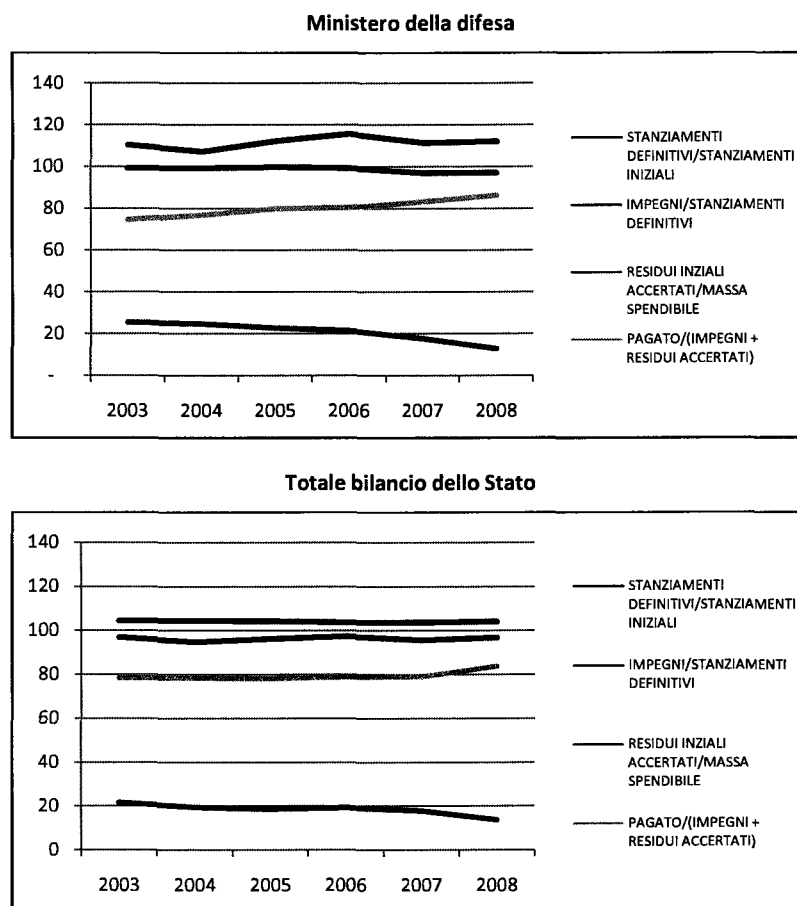 Ministero della difesa
140
120
100
80
60
40
20
-
2003 2004 2005 2006 2007 2008
STANZIAMENTI
DEFINITIVI/STANZIAMENTI
INIZIALI
IMPEGNI/STANZIAMENTI
DEFINITIVI
RESIDUI INZIALI
ACCERTATI/MASSA
SPENDIBILE
PAGATO/(IMPEGNI +
RESIDUI ACCERTATI)
Totale bilancio dello Stato
140
120
100
80
60
40
20
0
2003 2004 2005 2006 2007 2008
STANZIAMENTI
DEFINITIVI/STANZIAMENTI
INIZIALI
IMPEGNI/STANZIAMENTI
DEFINITIVI
RESIDUI INZIALI
ACCERTATI/MASSA
SPENDIBILE
PAGATO/(IMPEGNI +
RESIDUI ACCERTATI)